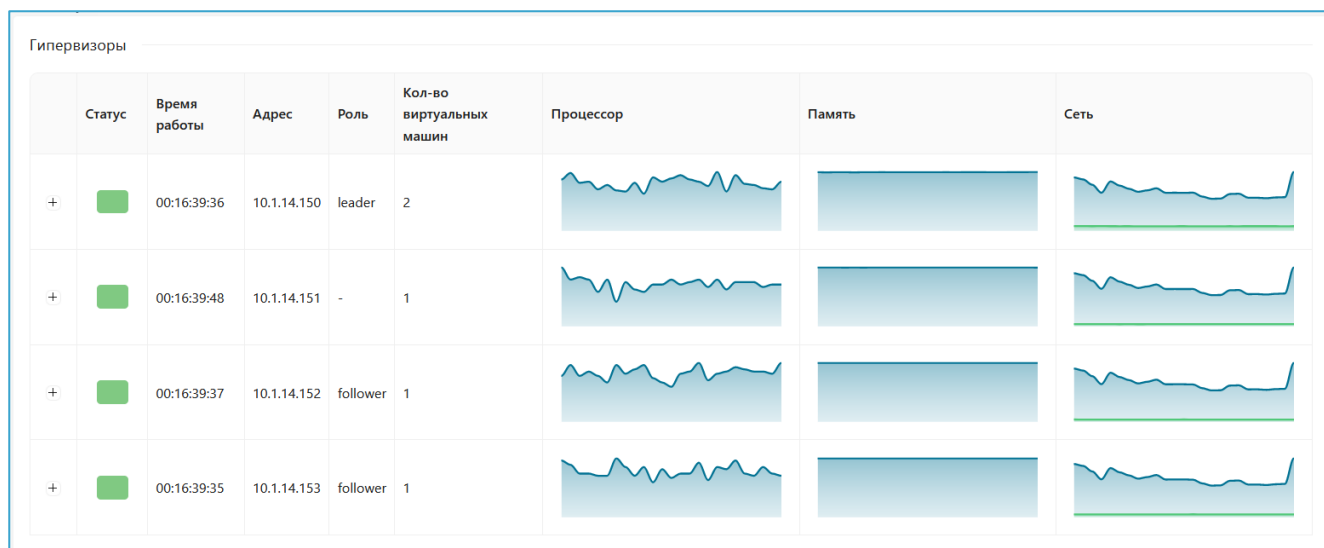 Гипервизоры
Статус
Время
работы
Адрес
Роль
Кол-во
виртуальных
машин
Процессор
Память
Сеть
+ 00:16:39:36 10.1.14.150 leader 2
+ 00:16:39:48 10.1.14.151 - 1
+ 00:16:39:37 10.1.14.152 follower 1
+ 00:16:39:35 10.1.14.153 follower 1